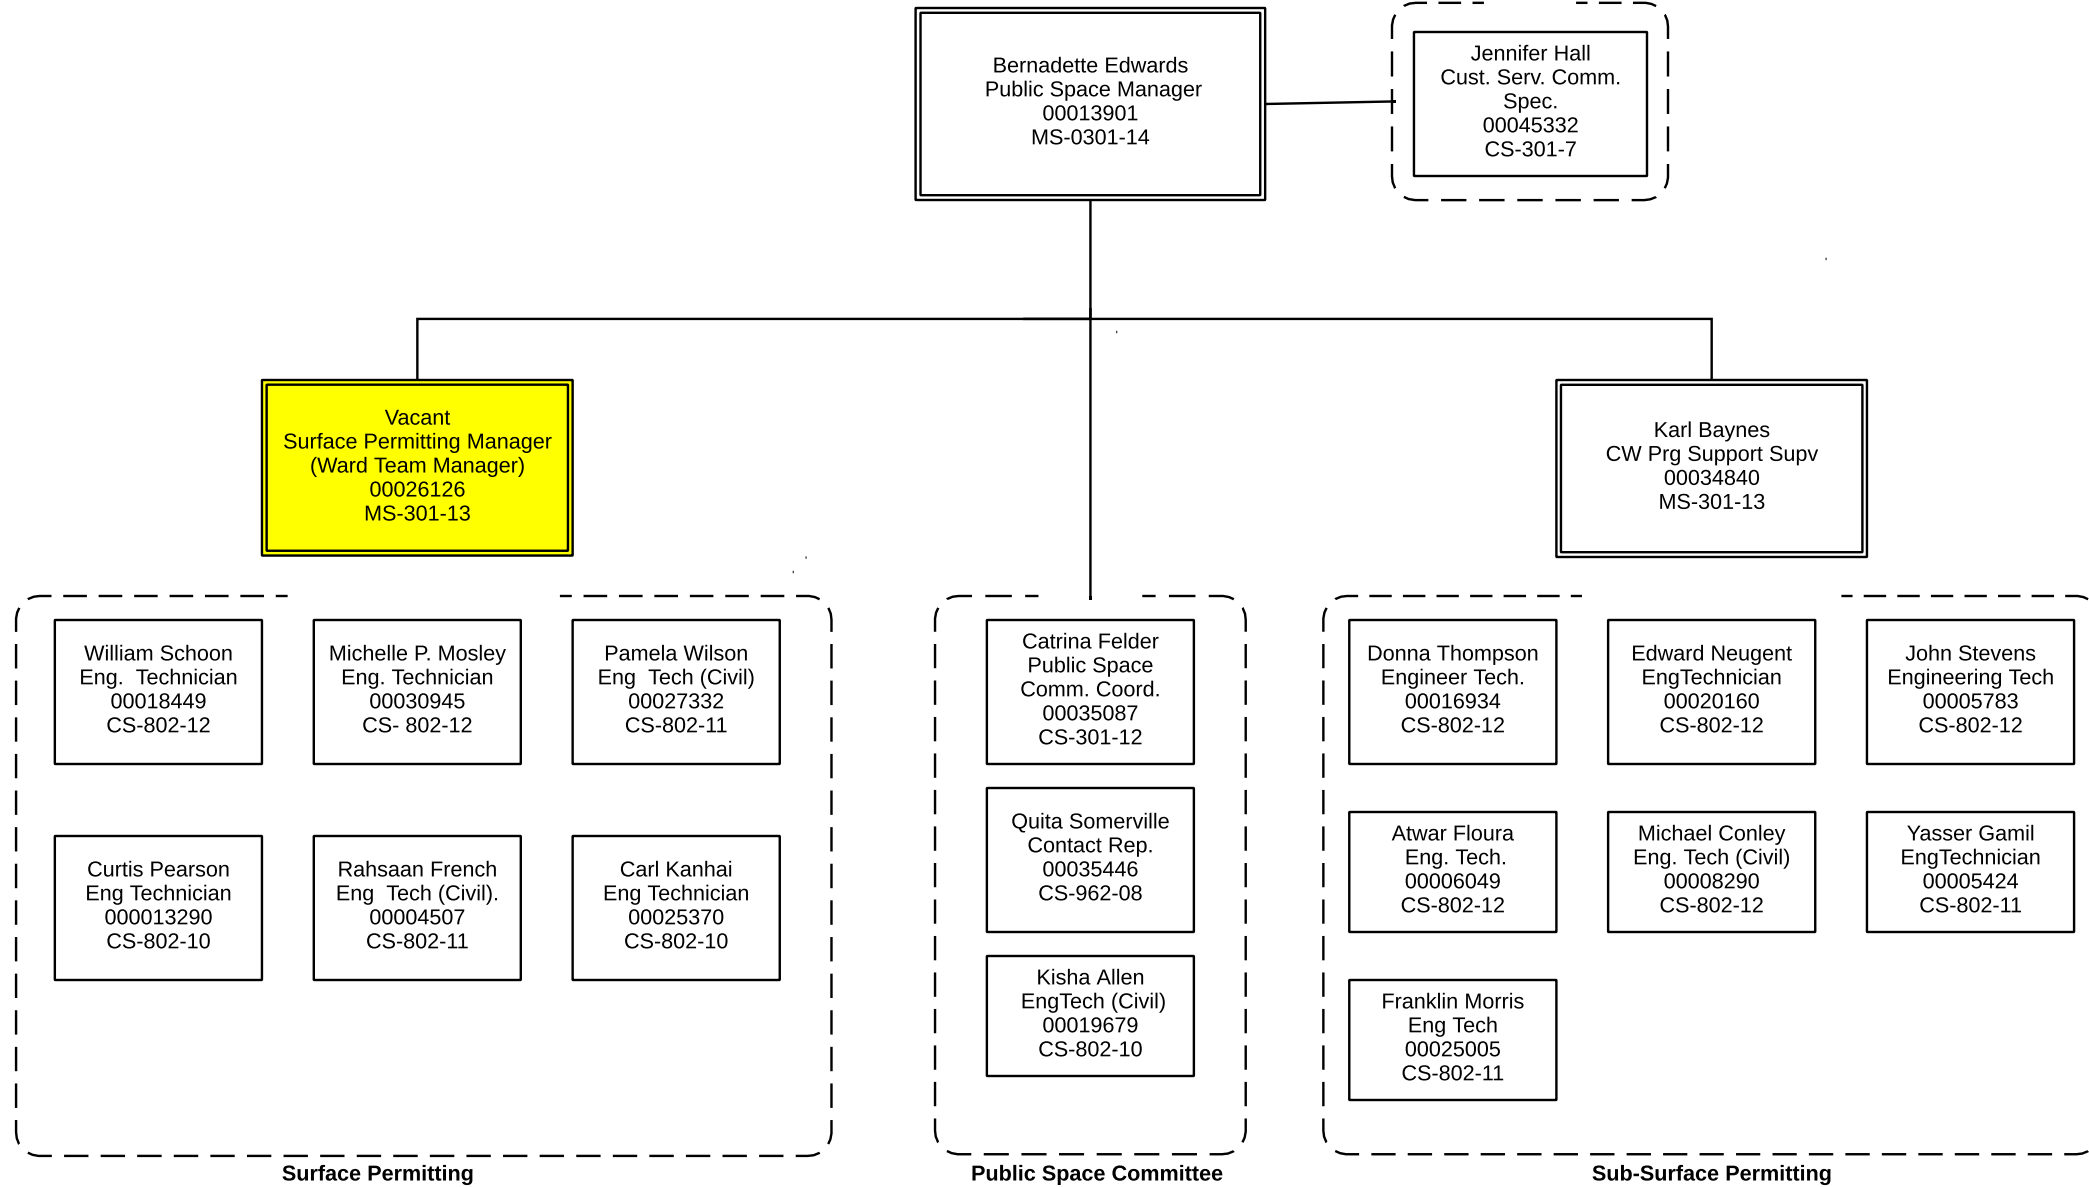 Bernadette Edwards
Public Space Manager
00013901
MS-0301-14
Jennifer Hall
Cust. Serv. Comm.
Spec.
00045332
CS-301-7
Vacant
Surface Permitting Manager
(Ward Team Manager)
00026126
MS-301-13
Karl Baynes
CW Prg Support Supv
00034840
MS-301-13
William Schoon
Eng.  Technician
00018449
CS-802-12
Michelle P. Mosley
Eng. Technician
00030945
CS- 802-12
Pamela Wilson
Eng  Tech (Civil)
00027332
CS-802-11
Curtis Pearson
Eng Technician
000013290
CS-802-10
Rahsaan French
Eng  Tech (Civil).
00004507
CS-802-11
Carl Kanhai
Eng Technician
00025370
CS-802-10
Surface Permitting
Catrina Felder
Public Space
Comm. Coord.
00035087
CS-301-12
Quita Somerville
Contact Rep.
00035446
CS-962-08
Kisha Allen
EngTech (Civil)
00019679
CS-802-10
Public Space Committee
Donna Thompson
Engineer Tech.
00016934
CS-802-12
Edward Neugent
EngTechnician
00020160
CS-802-12
John Stevens
Engineering Tech
00005783
CS-802-12
Atwar Floura
Eng. Tech.
00006049
CS-802-12
Michael Conley
Eng. Tech (Civil)
00008290
CS-802-12
Yasser Gamil
EngTechnician
00005424
CS-802-11
Franklin Morris
Eng Tech
00025005
CS-802-11
Sub-Surface Permitting